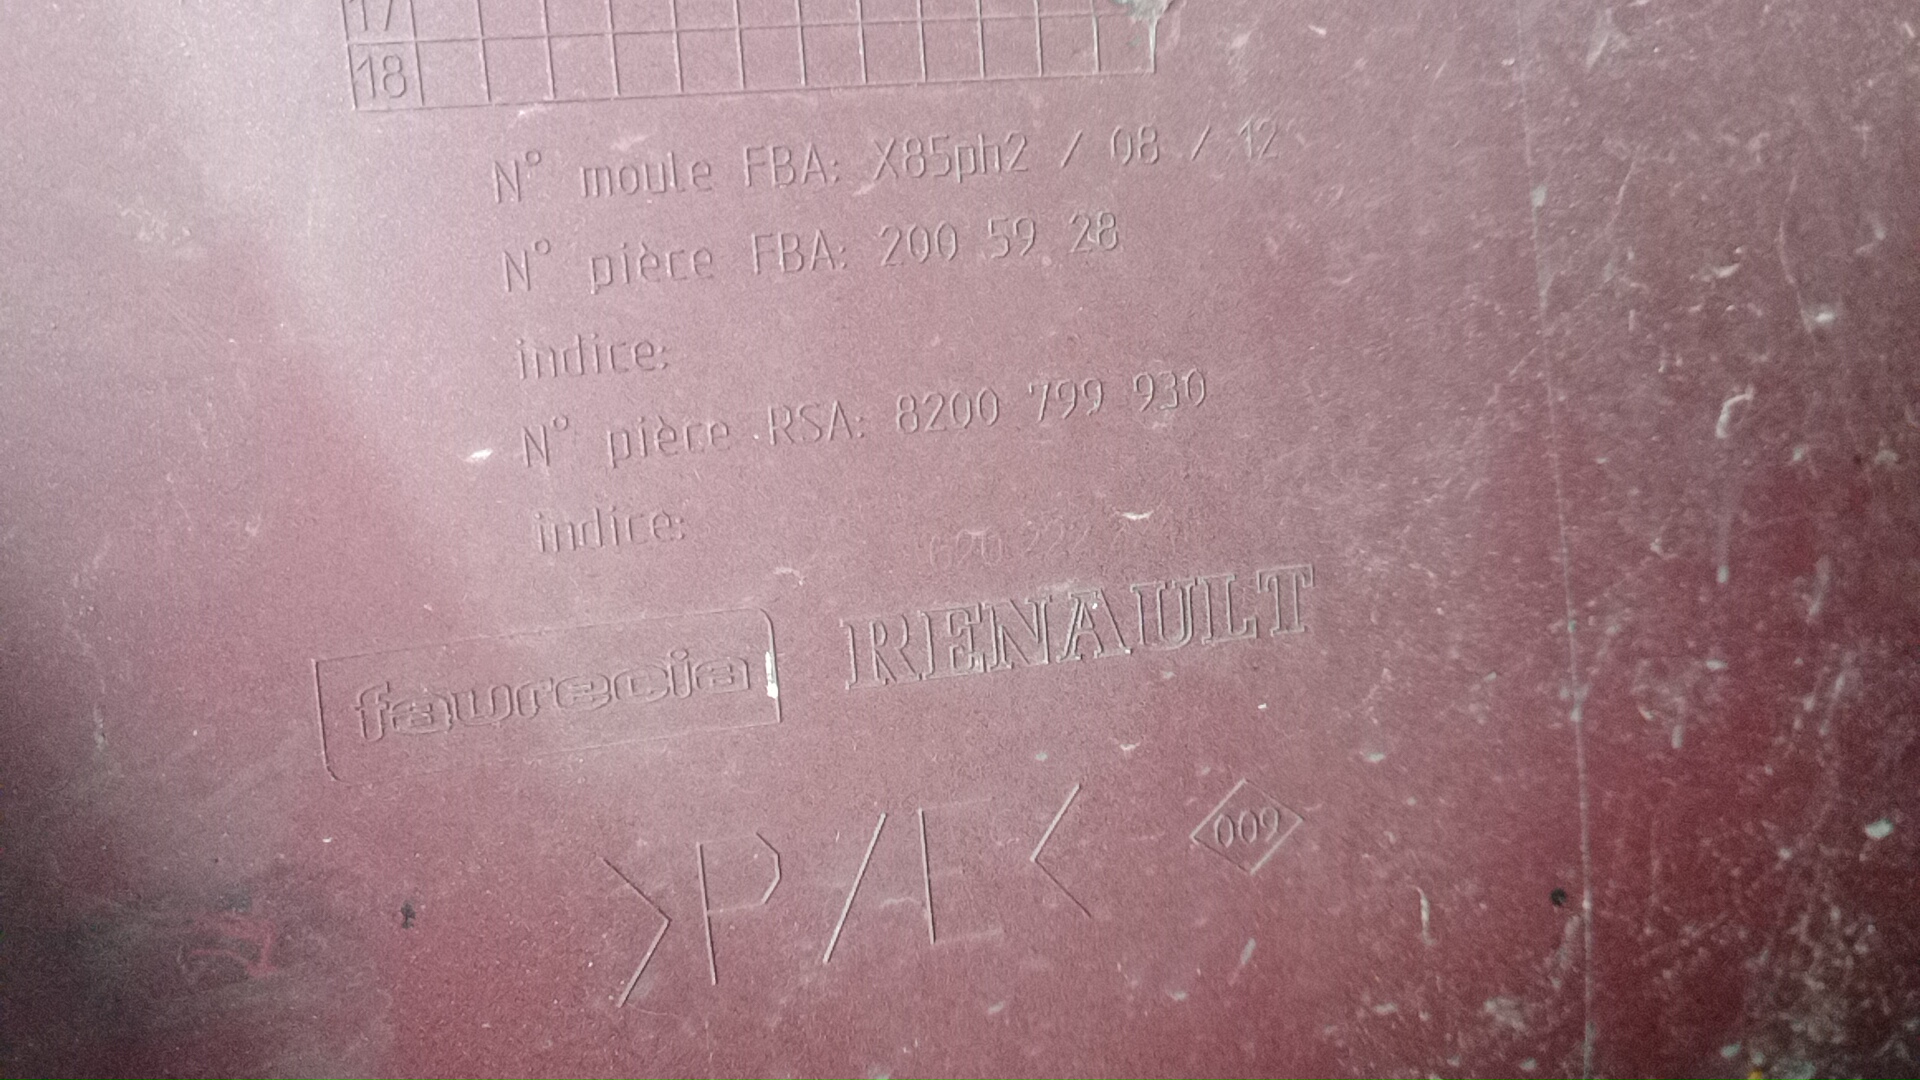 17
18
N° moule FBA: X85ph2 / 08 / 12
N° pièce FBA: 200 59 28
indice:
N° pièce RSA: 8200 799 930
indice:
faurecia
RENAULT
>P/E<
009